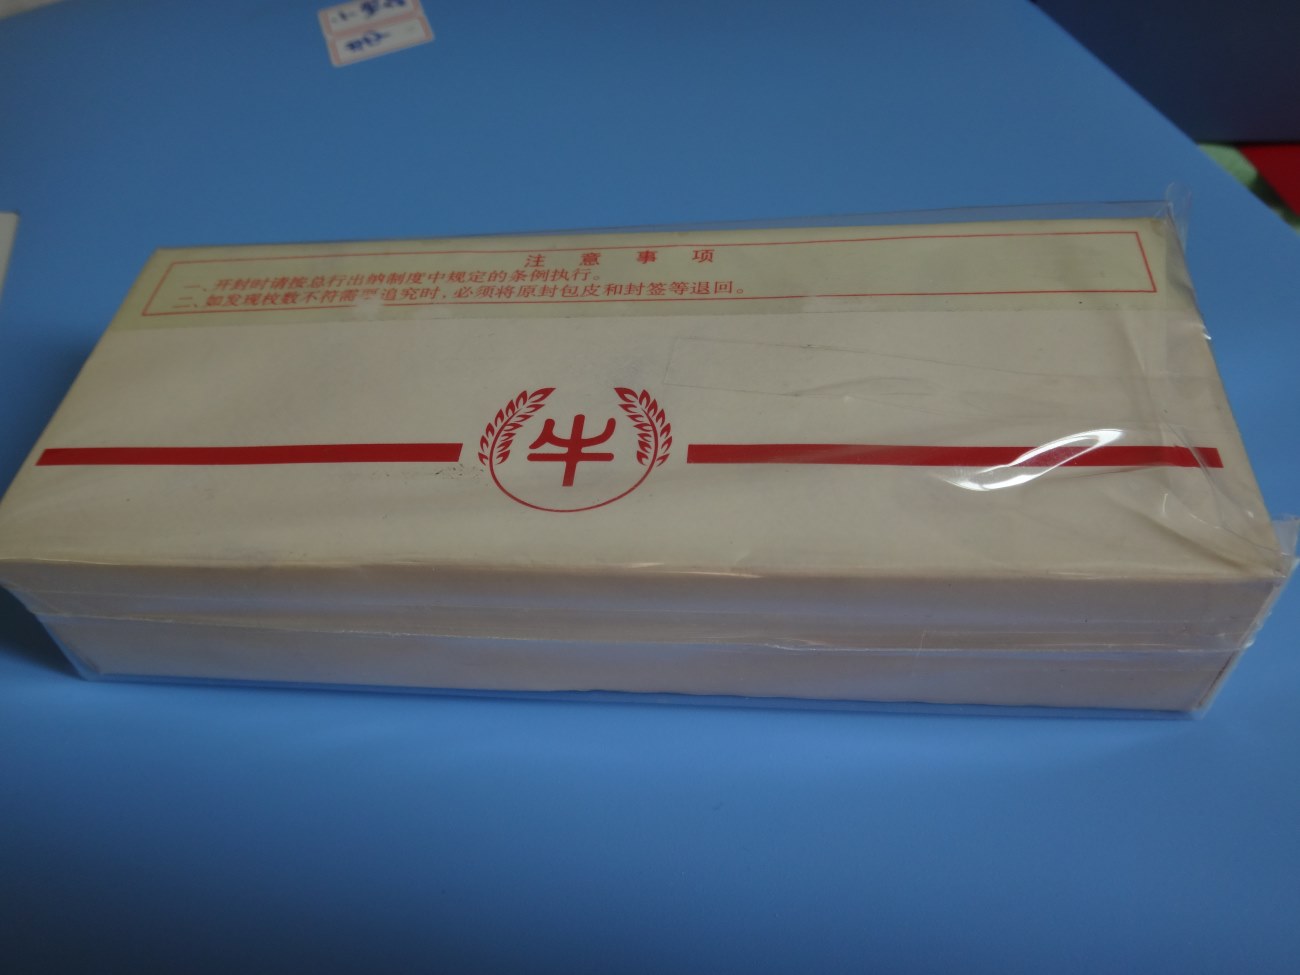 注意事项
一、开封时请按总行出纳制度中规定的条例执行。
二、如发现枚数不符需要追究时，必须将原封包皮和封签等退回。
牛